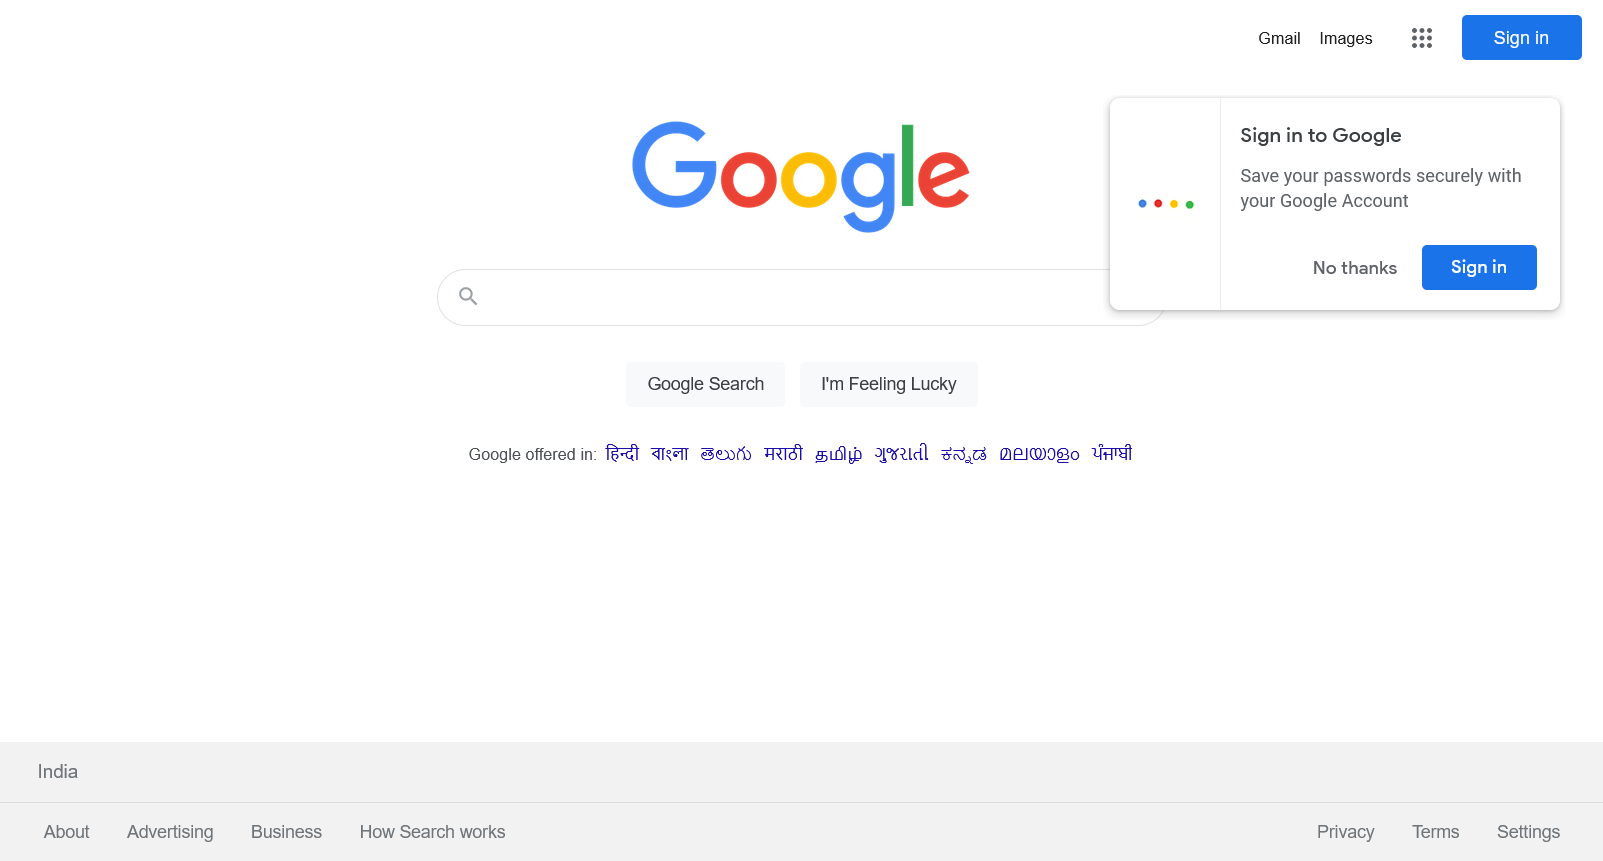 Gmail Images Sign in
Google
Sign in to Google
Save your passwords securely with
your Google Account
No thanks Sign in
Google Search I'm Feeling Lucky
Google offered in: हिन्दी বাংলা తెలుగు मराठी தமிழ் ગુજરાતી ಕನ್ನಡ മലയാളം ਪੰਜਾਬੀ
India
About Advertising Business How Search works Privacy Terms Settings